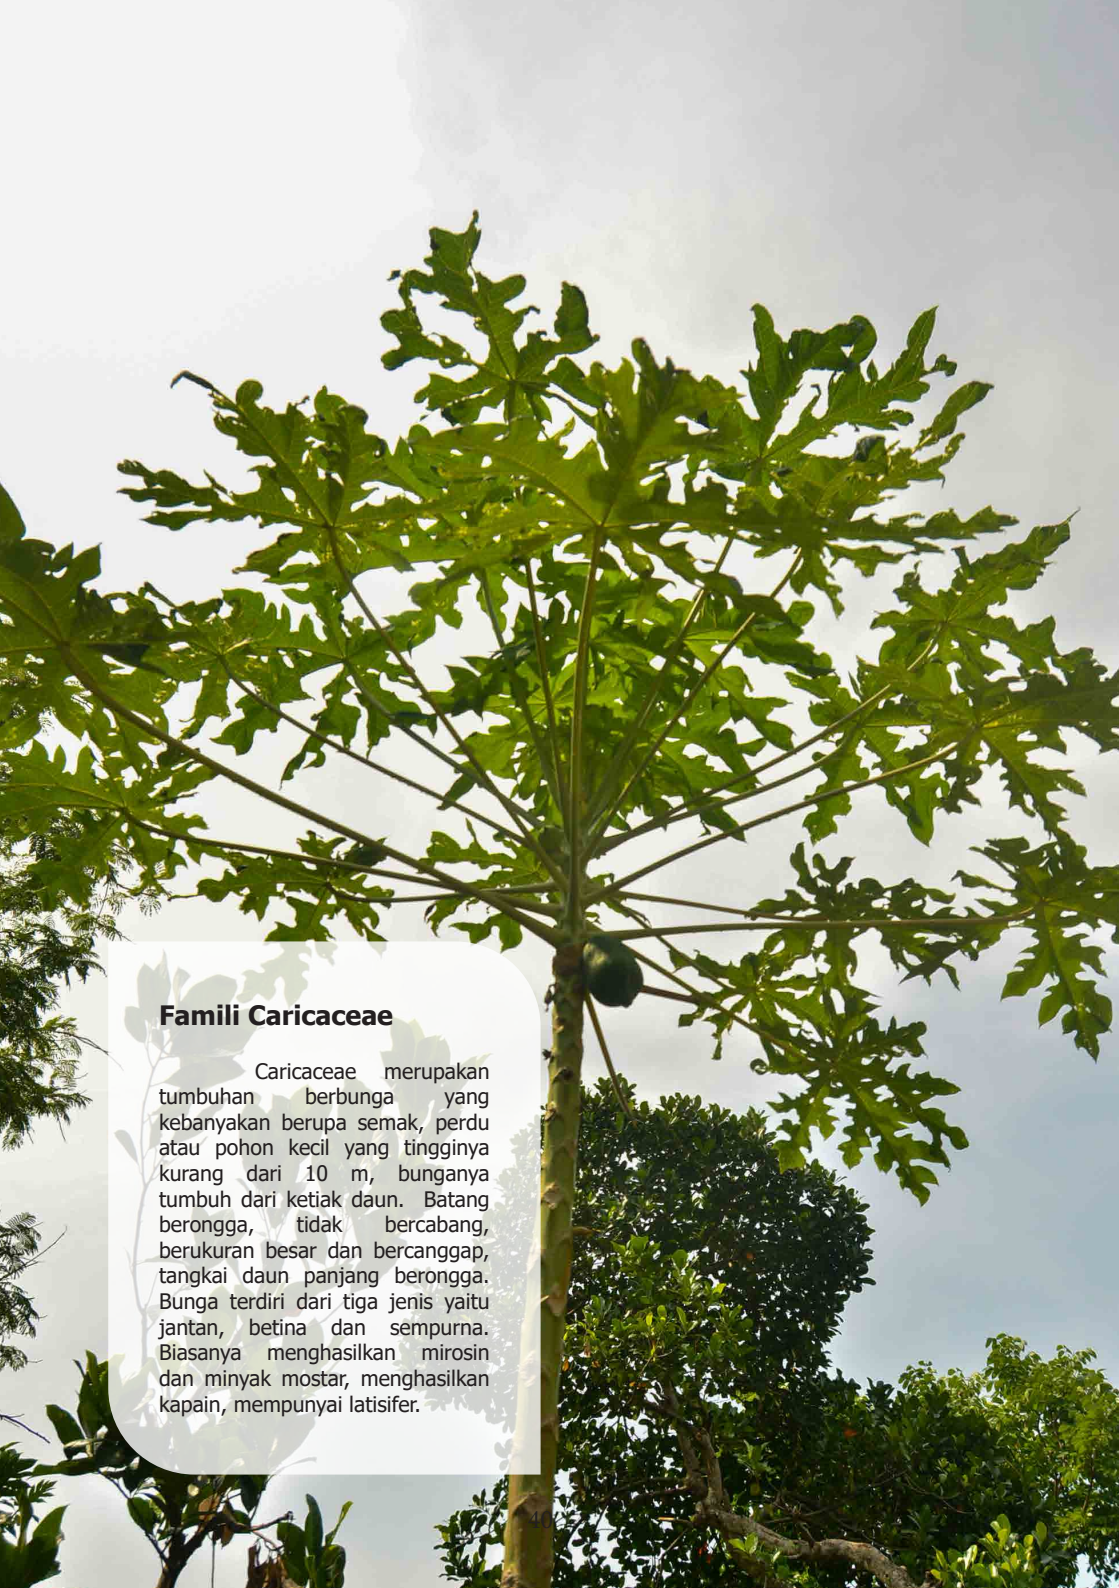 Famili Caricaceae
Caricaceae merupakan
tumbuhan berbunga yang
kebanyakan berupa semak, perdu
atau pohon kecil yang tingginya
kurang dari 10 m, bunganya
tumbuh dari ketiak daun. Batang
berongga, tidak bercabang,
berukuran besar dan bercanggap,
tangkai daun panjang berongga.
Bunga terdiri dari tiga jenis yaitu
jantan, betina dan sempurna.
Biasanya menghasilkan mirosin
dan minyak mostar, menghasilkan
kapain, mempunyai latisifer.
40